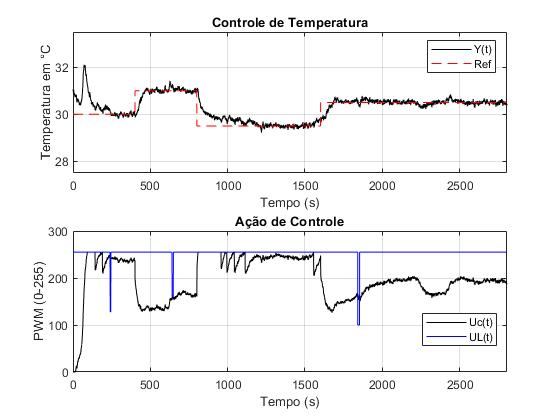 Controle de Temperatura
Temperatura em °C
32
30
28
Y(t)
Ref
0 500 1000 1500 2000 2500
Tempo (s)
Ação de Controle
PWM (0-255)
300
200
100
0
Uc(t)
UL(t)
0 500 1000 1500 2000 2500
Tempo (s)